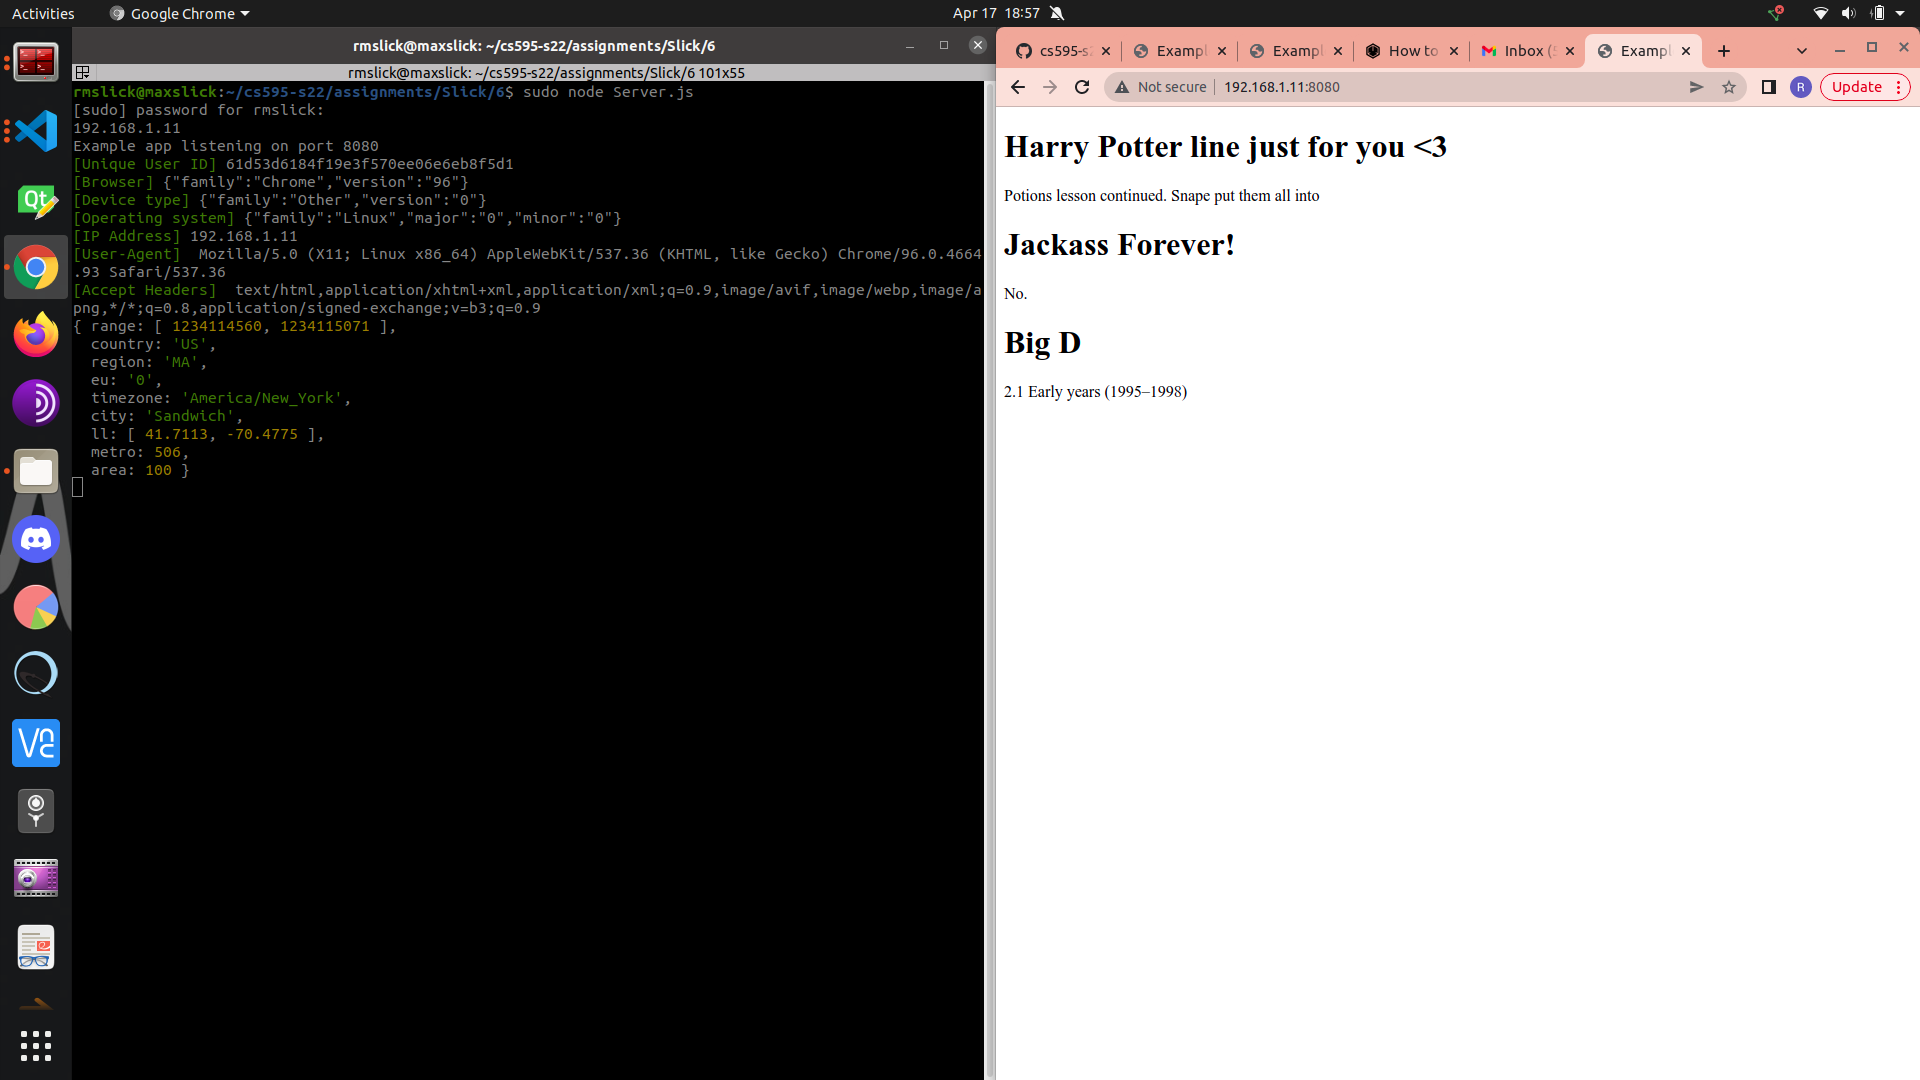 Activities
Google Chrome
Apr 17 18:57
rmslick@maxslick: ~/cs595-s22/assignments/Slick/6
rmslick@maxslick: ~/cs595-s22/assignments/Slick/6 101x55
rmslick@maxslick:~/cs595-s22/assignments/Slick/6$ sudo node Server.js
[sudo] password for rmslick:
192.168.1.11
Example app listening on port 8080
[Unique User ID] 61d53d6184f19e3f570ee06e6eb8f5d1
[Browser] {"family":"Chrome","version":"96"}
[Device type] {"family":"Other","version":"0"}
[Operating system] {"family":"Linux","major":"0","minor":"0"}
[IP Address] 192.168.1.11
[User-Agent]  Mozilla/5.0 (X11; Linux x86_64) AppleWebKit/537.36 (KHTML, like Gecko) Chrome/96.0.4664
.93 Safari/537.36
[Accept Headers]  text/html,application/xhtml+xml,application/xml;q=0.9,image/avif,image/webp,image/a
png,*/*;q=0.8,application/signed-exchange;v=b3;q=0.9
{ range: [ 1234114560, 1234115071 ],
  country: 'US',
  region: 'MA',
  eu: '0',
  timezone: 'America/New_York',
  city: 'Sandwich',
  ll: [ 41.7113, -70.4775 ],
  metro: 506,
  area: 100 }
cs595-s
Exampl
Exampl
How to
Inbox (
Exampl
Not secure
192.168.1.11:8080
R
Update
Harry Potter line just for you <3
Potions lesson continued. Snape put them all into
Jackass Forever!
No.
Big D
2.1 Early years (1995–1998)
Qt